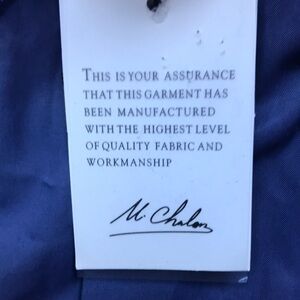 THIS IS YOUR ASSURANCE
THAT THIS GARMENT HAS
BEEN MANUFACTURED
WITH THE HIGHEST LEVEL
OF QUALITY FABRIC AND
WORKMANSHIP
M.